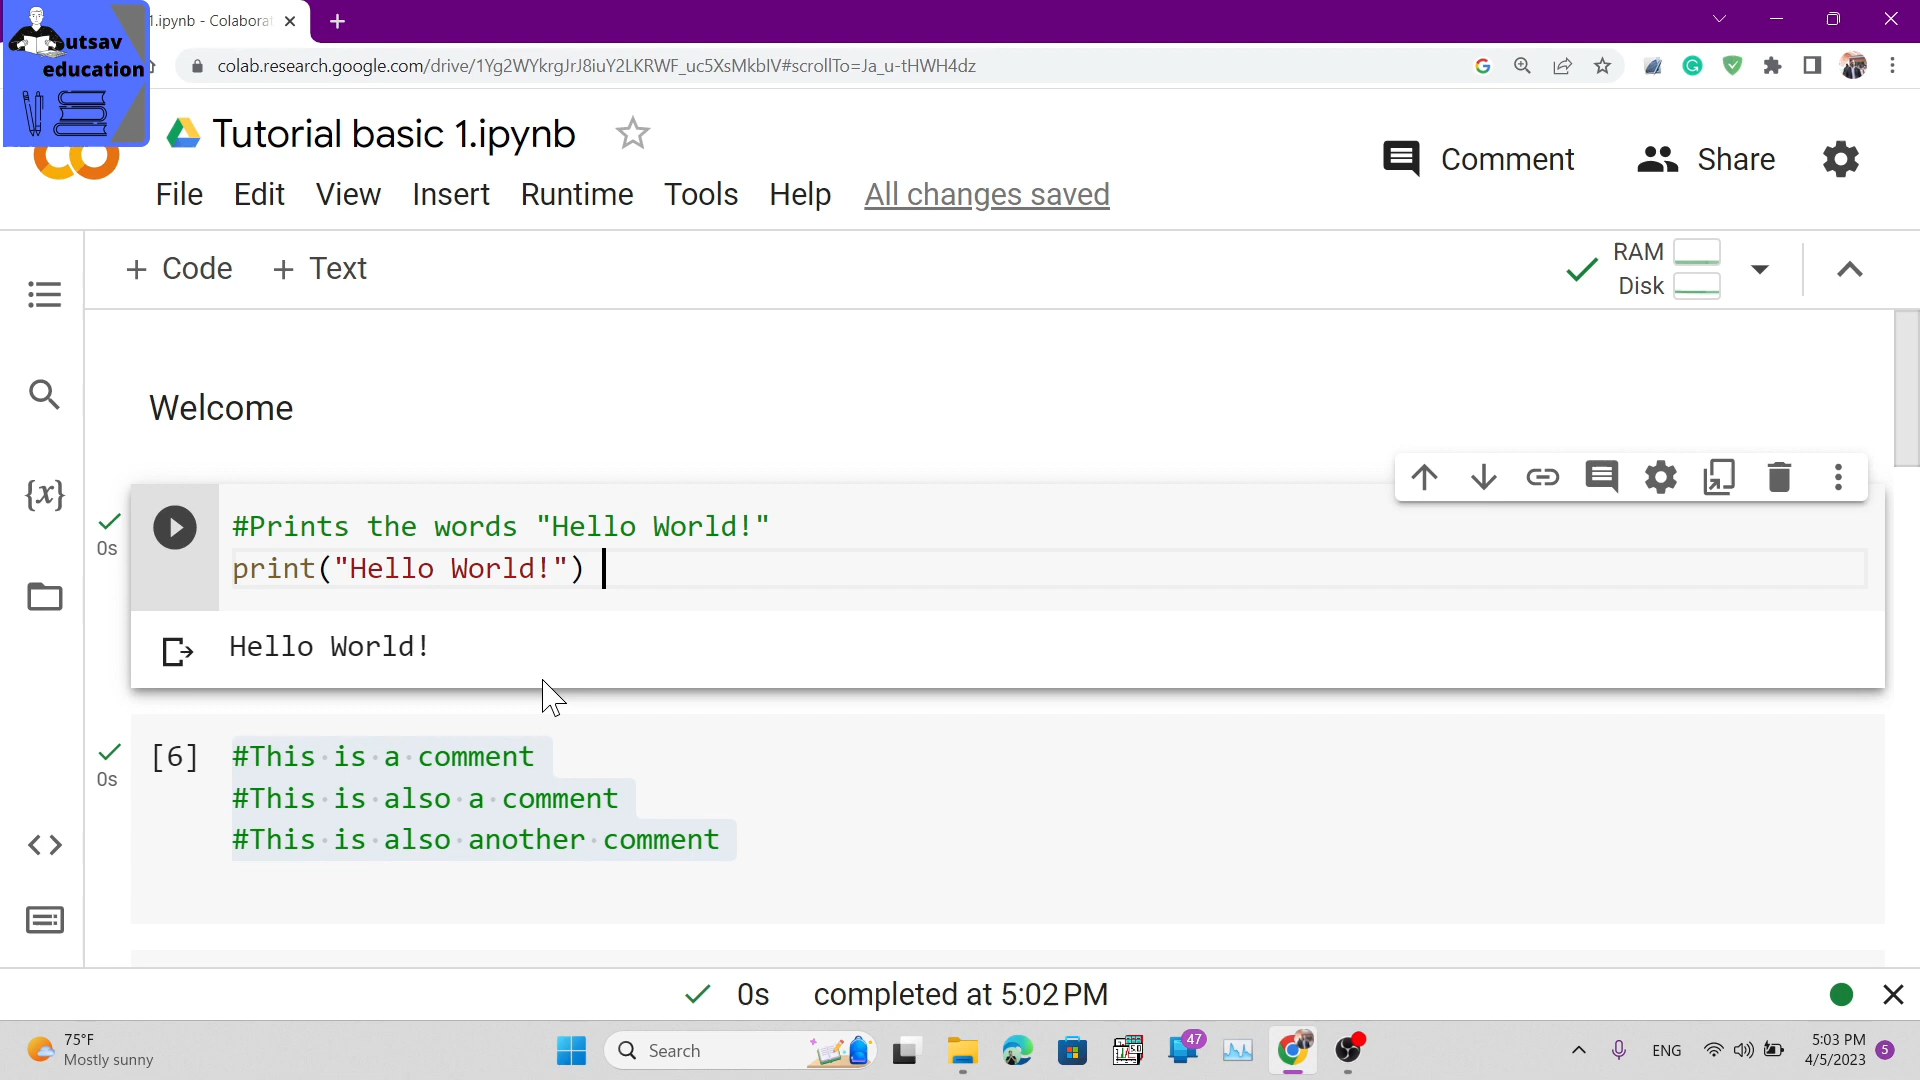 1.ipynb - Colaborat
utsav
education
colab.research.google.com/drive/1Yg2WYkrgJrJ8iuY2LKRWF_uc5XsMkbIV#scrollTo=Ja_u-tHWH4dz
Tutorial basic 1.ipynb
Comment
Share
File Edit View Insert Runtime Tools Help All changes saved
+ Code + Text
RAM
Disk
Welcome
{x}
0s
#Prints the words "Hello World!"
print("Hello World!")
Hello World!
0s
[6]
#This is a comment
#This is also a comment
#This is also another comment
0s completed at 5:02 PM
75°F
Mostly sunny
Search
47
ENG
5:03 PM
4/5/2023
5